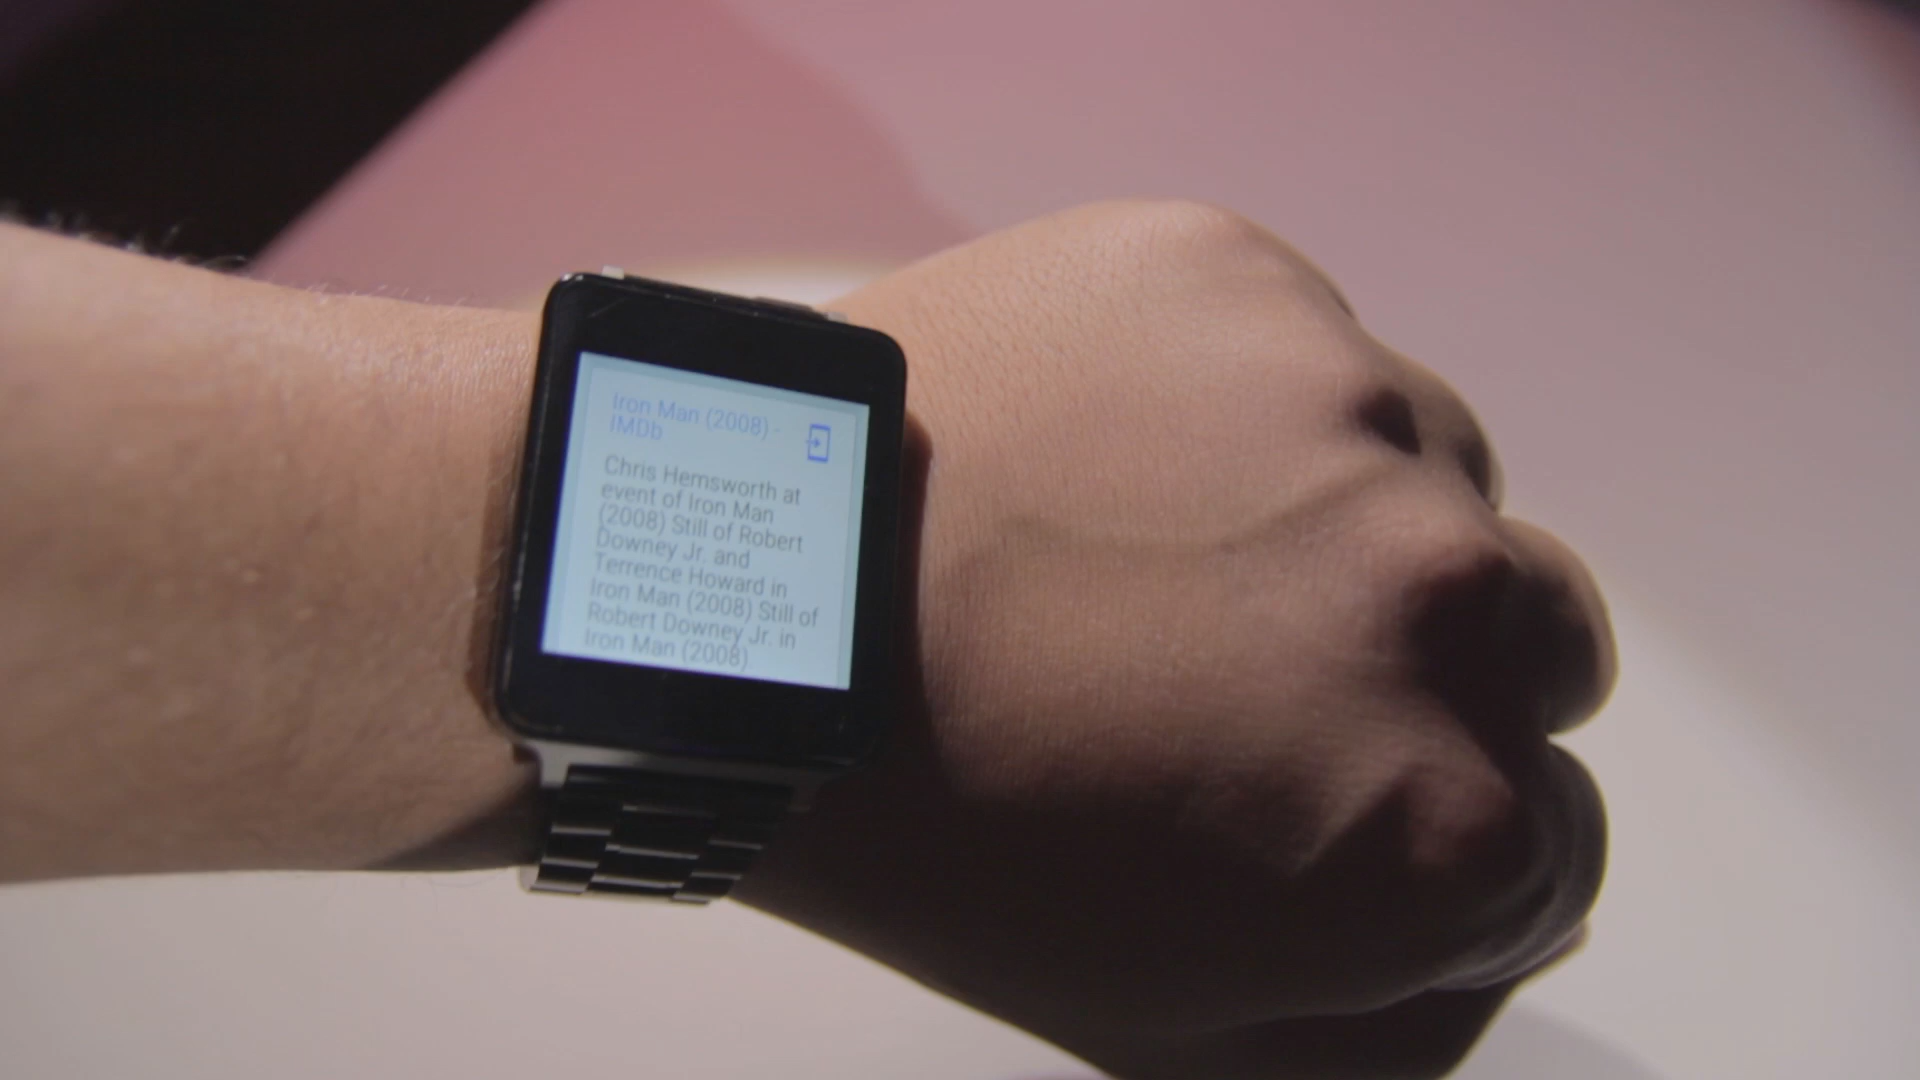 Iron Man (2008) -
IMDb
Chris Hemsworth at
event of Iron Man
(2008) Still of Robert
Downey Jr. and
Terrence Howard in
Iron Man (2008) Still of
Robert Downey Jr. in
Iron Man (2008)